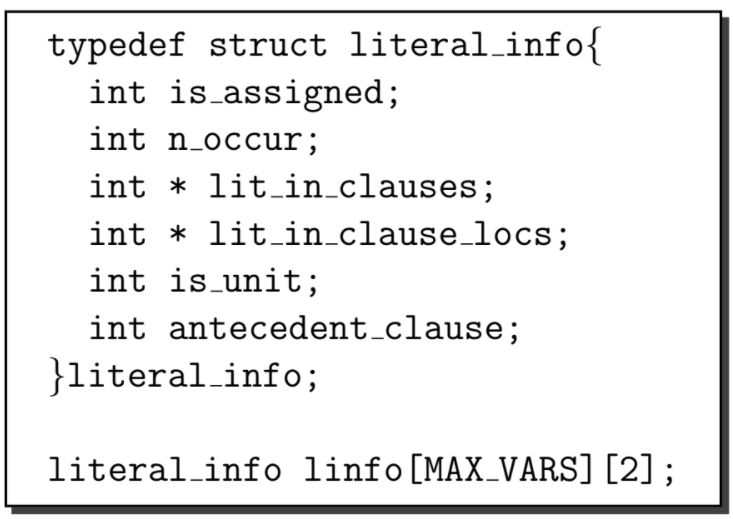 typedef struct literal_info{
int is_assigned;
int n_occur;
int * lit_in_clauses;
int * lit_in_clause_locs;
int is_unit;
int antecedent_clause;
}literal_info;
literal_info linfo[MAX_VARS][2];